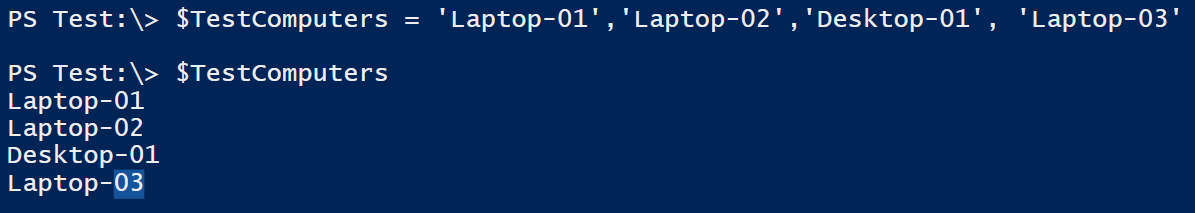 PS Test:\> $TestComputers = 'Laptop-01','Laptop-02','Desktop-01', 'Laptop-03'
PS Test:\> $TestComputers
Laptop-01
Laptop-02
Desktop-01
Laptop-03